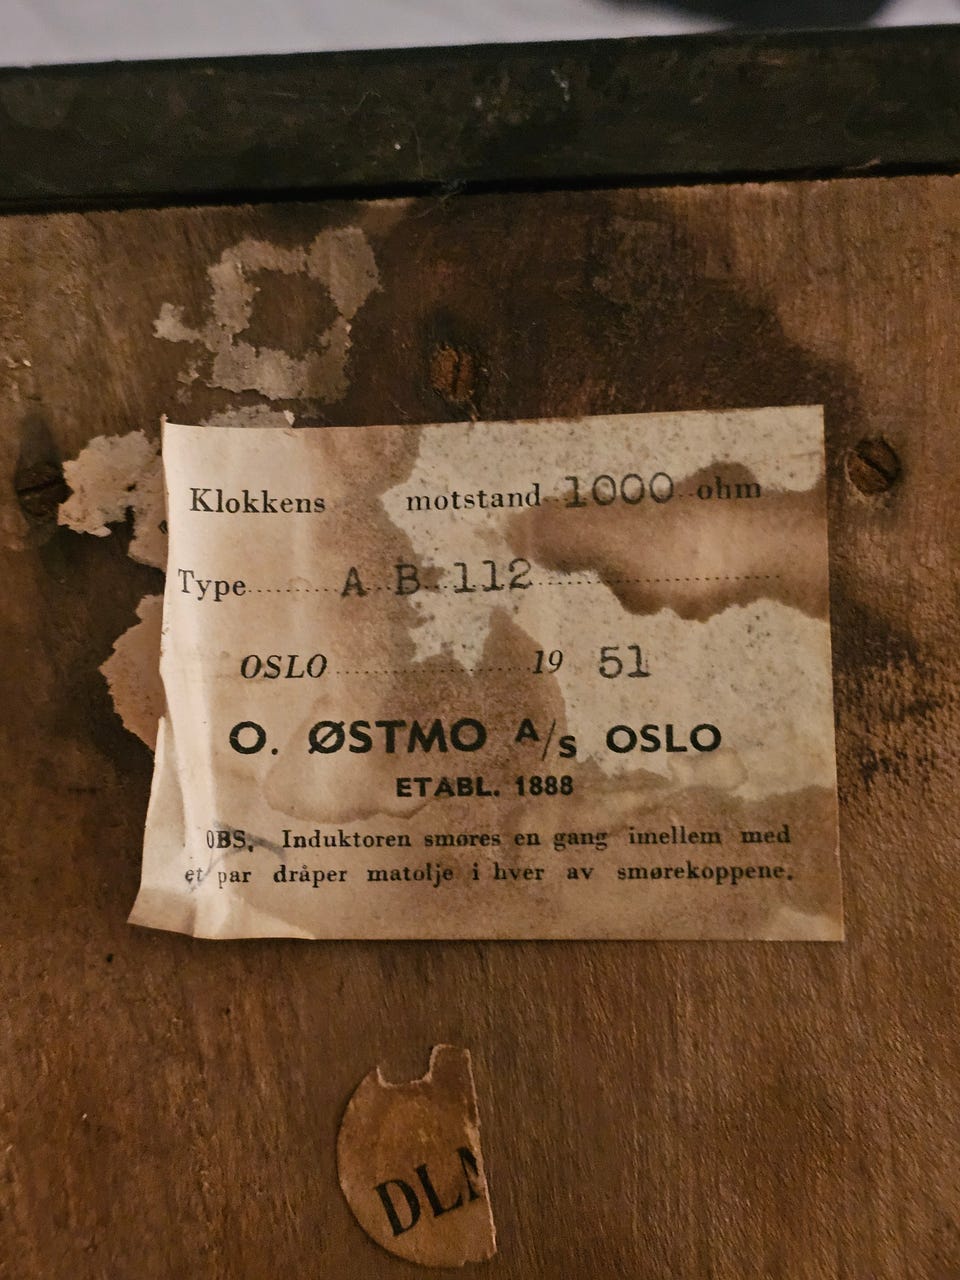 Klokkens motstand 1000 ohm
Type A B 112
OSLO 19 51
O. ØSTMO A/S OSLO
ETABL. 1888
OBS. Induktoren smøres en gang imellem med
et par dråper matolje i hver av smørekoppene.
DLM